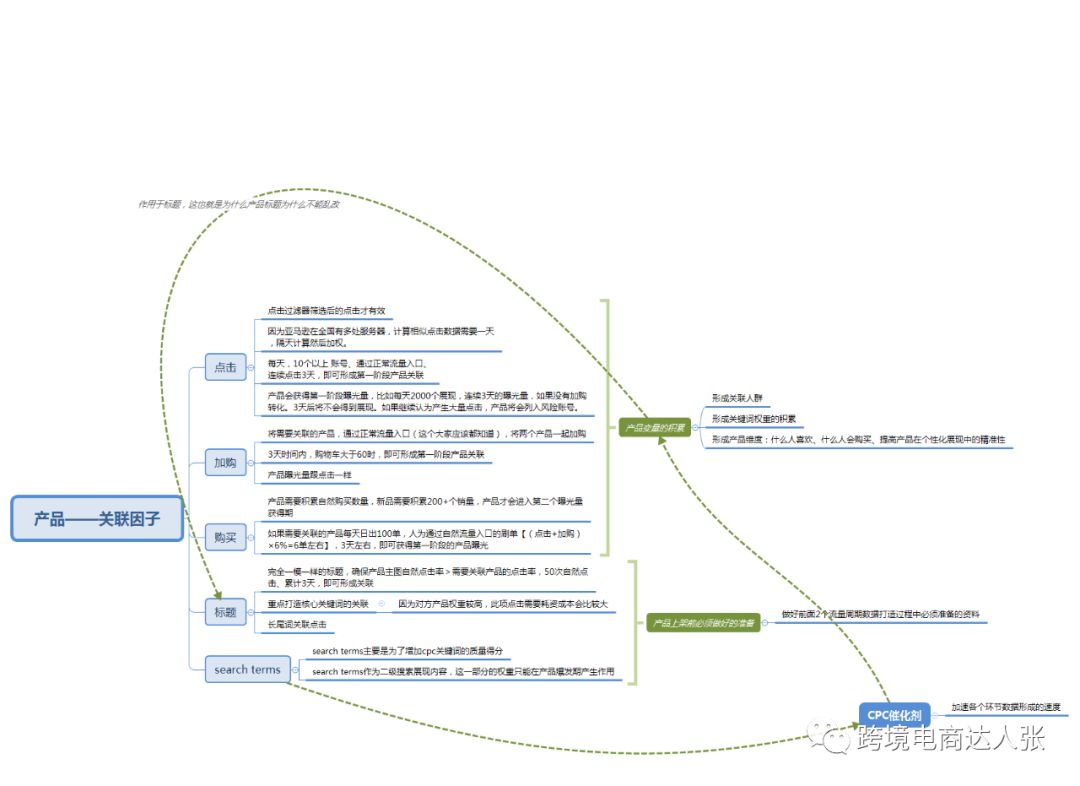 作用于标题，这也就是为什么产品标题为什么不能乱改
点击过滤器筛选后的点击才有效
因为亚马逊在全国有多处服务器，计算相似点击数据需要一天
，隔天计算然后加权。
点击
每天，10个以上 账号、通过正常流量入口、
连续点击3天，即可形成第一阶段产品关联
产品会获得第一阶段曝光量，比如每天2000个展现，连续3天的曝光量，如果没有加购
转化。3天后将不会得到展现。如果继续认为产生大量点击，产品将会列入风险账号。
将需要关联的产品，通过正常流量入口（这个大家应该都知道），将两个产品一起加购
加购
3天时间内，购物车大于60时，即可形成第一阶段产品关联
产品曝光量跟点击一样
产品需要积累自然购买数量，新品需要积累200+个销量，产品才会进入第二个曝光量
获得期
购买
如果需要关联的产品每天日出100单，人为通过自然流量入口的刷单【（点击+加购）
×6%=6单左右】，3天左右，即可获得第一阶段的产品曝光
产品——关联因子
完全一模一样的标题，确保产品主图自然点击率＞需要关联产品的点击率，50次自然点
击、累计3天，即可形成关联
标题
重点打造核心关键词的关联
因为对方产品权重较高，此项点击需要耗资成本会比较大
长尾词关联点击
search terms
search terms主要是为了增加cpc关键词的质量得分
search terms作为二级搜素展现内容，这一部分的权重只能在产品爆发期产生作用
产品变量的积累
形成关联人群
形成关键词权重的积累
形成产品维度：什么人喜欢、什么人会购买、提高产品在个性化展现中的精准性
产品上架前必须做好的准备
做好前面2个流量周期数据打造过程中必须准备的资料
CPC催化剂
加速各个环节数据形成的速度
跨境电商达人张